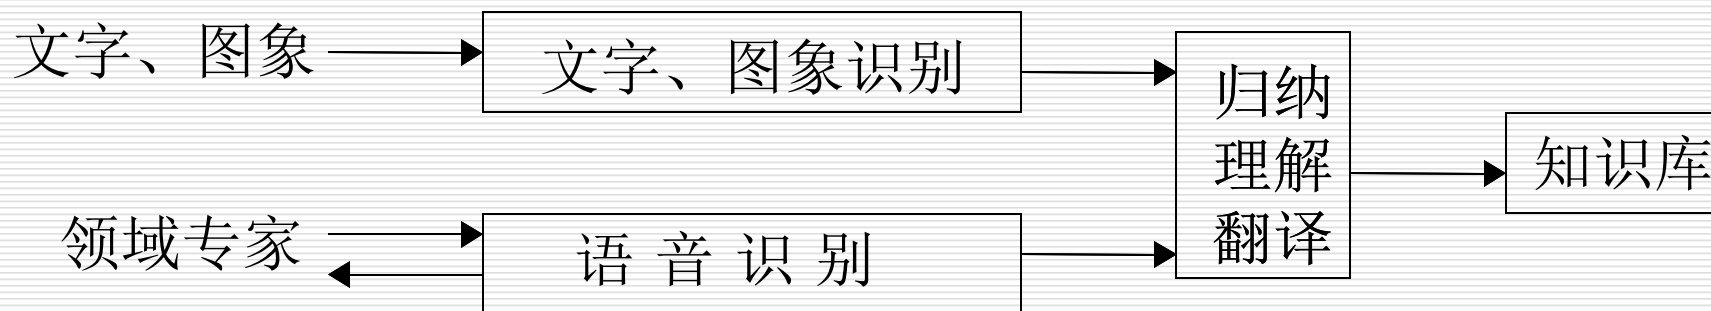 文字、图象
文字、图象识别
领域专家
语音识别
归纳
理解
翻译
知识库